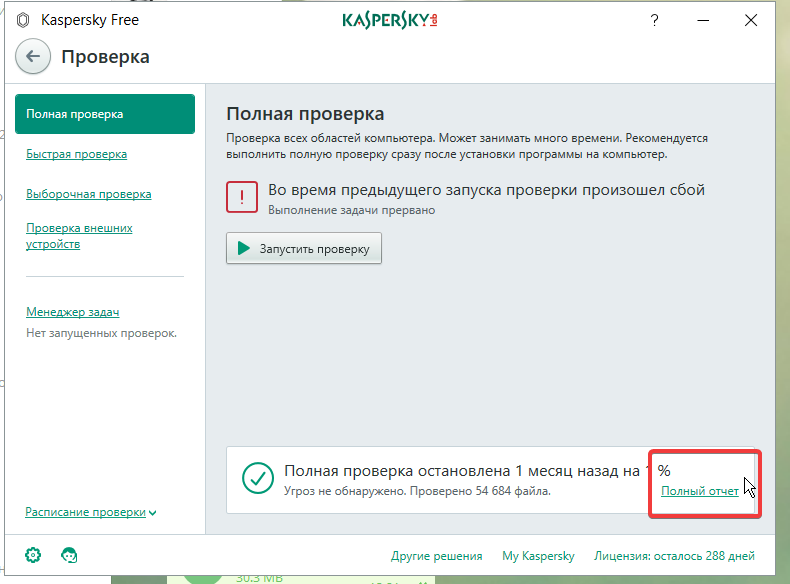 Kaspersky Free
KASPERSKY lab
?
Проверка
Полная проверка
Быстрая проверка
Выборочная проверка
Проверка внешних
устройств
Менеджер задач
Нет запущенных проверок.
Расписание проверки
Полная проверка
Проверка всех областей компьютера. Может занимать много времени. Рекомендуется
выполнить полную проверку сразу после установки программы на компьютер.
!
Во время предыдущего запуска проверки произошел сбой
Выполнение задачи прервано
Запустить проверку
Полная проверка остановлена 1 месяц назад на %
Угроз не обнаружено. Проверено 54 684 файла.
Полный отчет
Другие решения
My Kaspersky
Лицензия: осталось 288 дней
30.3 MB